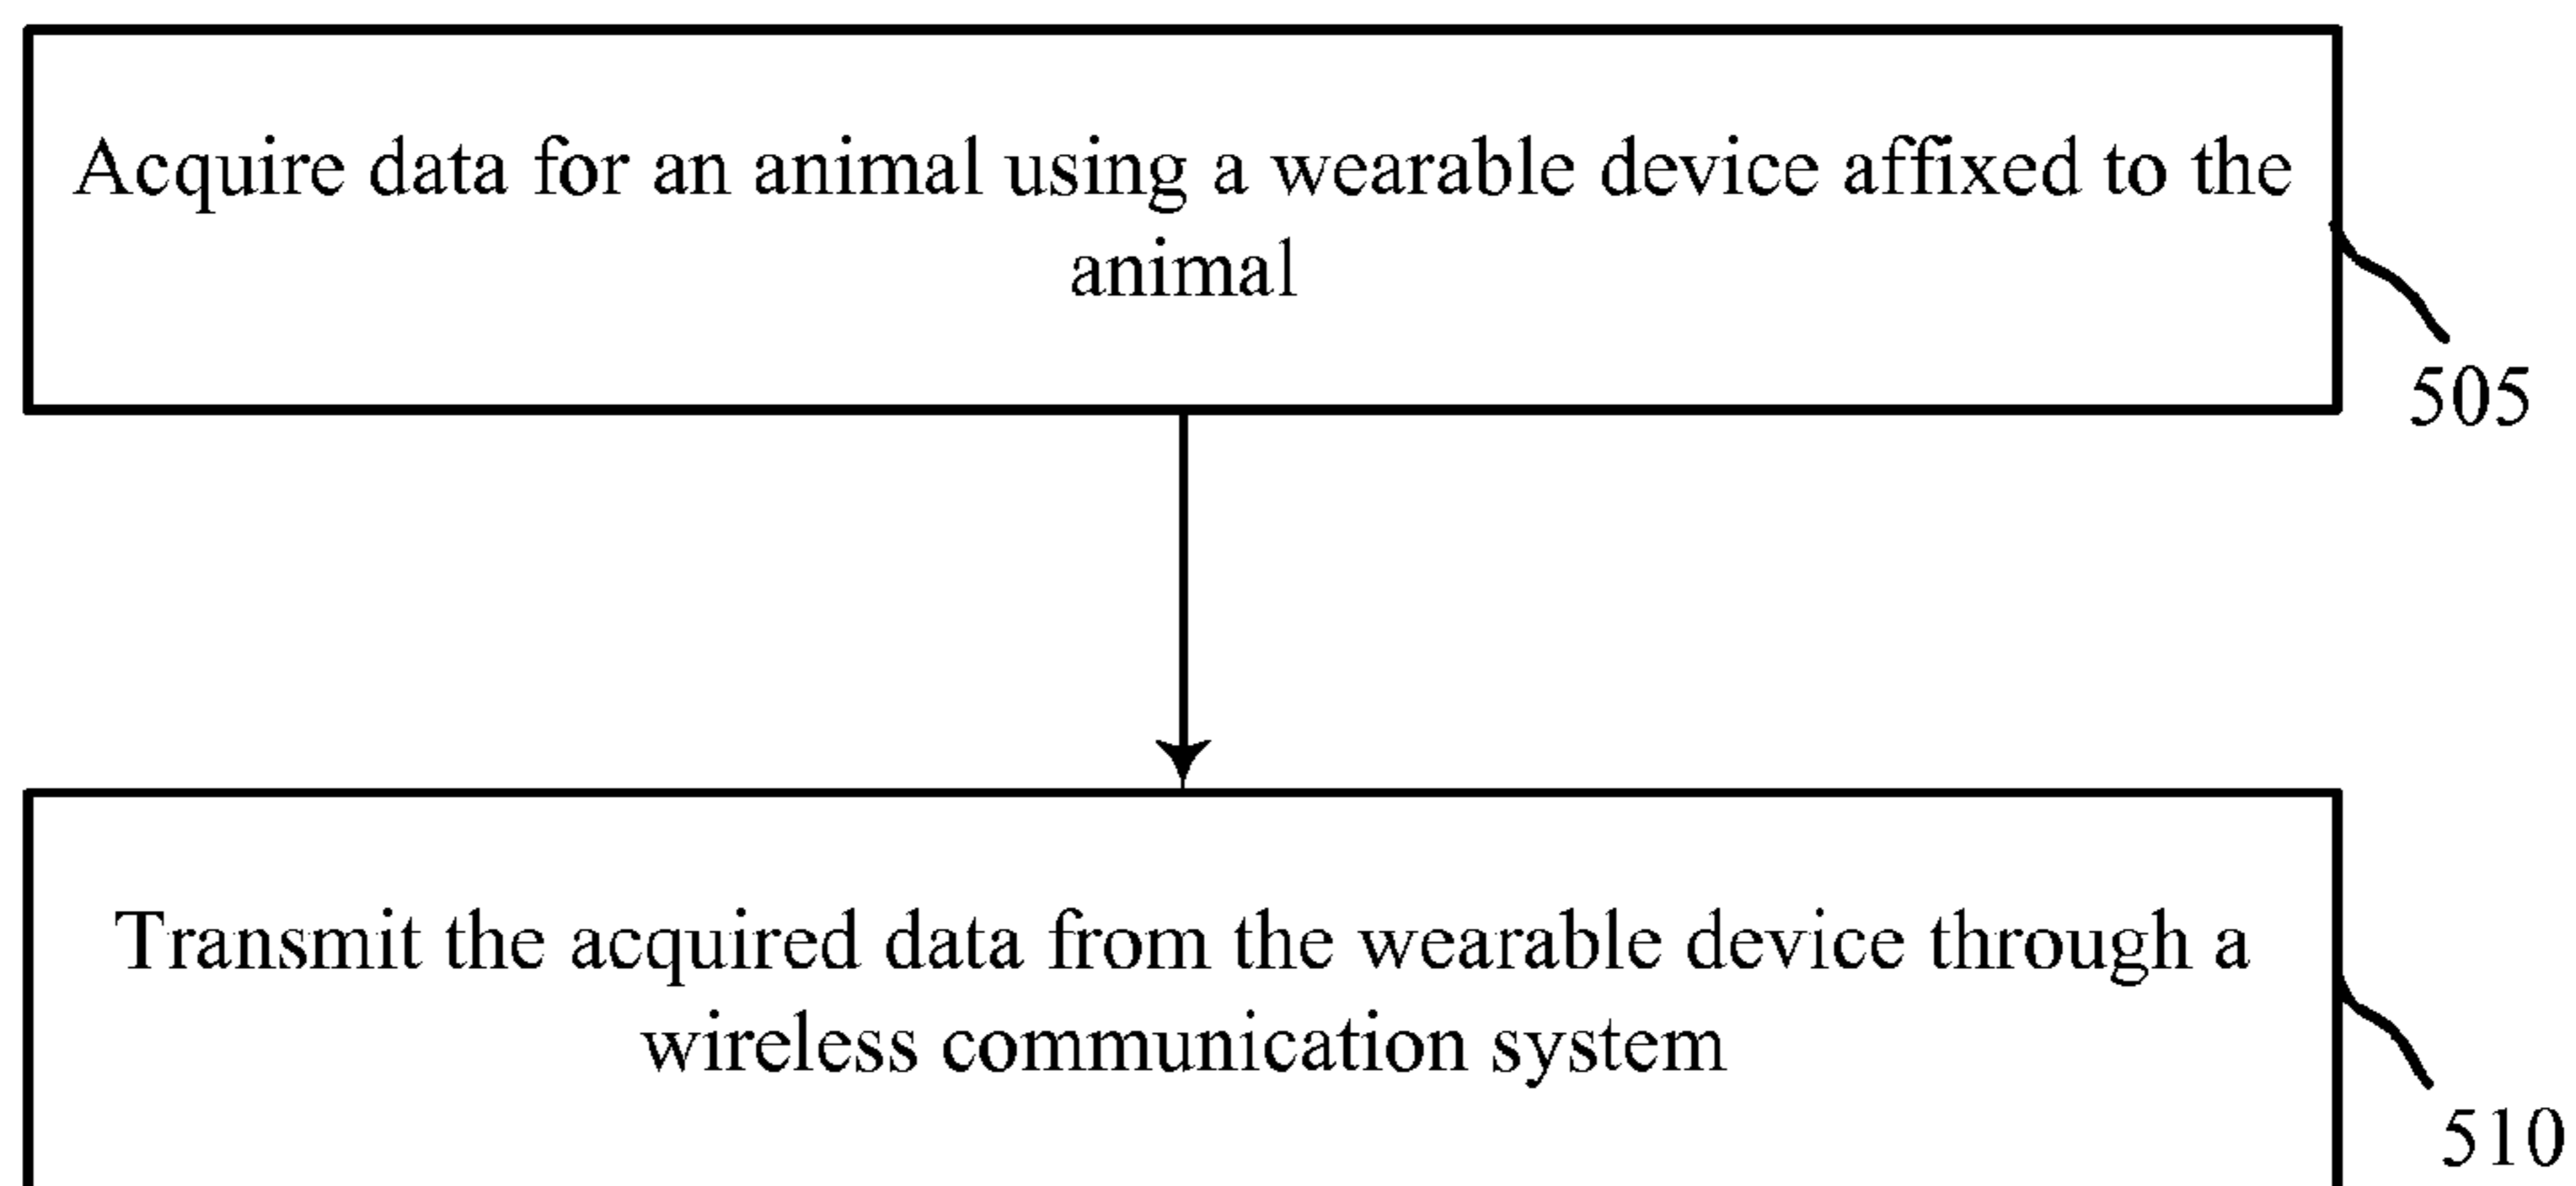 Acquire data for an animal using a wearable device affixed to the
animal
505
Transmit the acquired data from the wearable device through a
wireless communication system
510